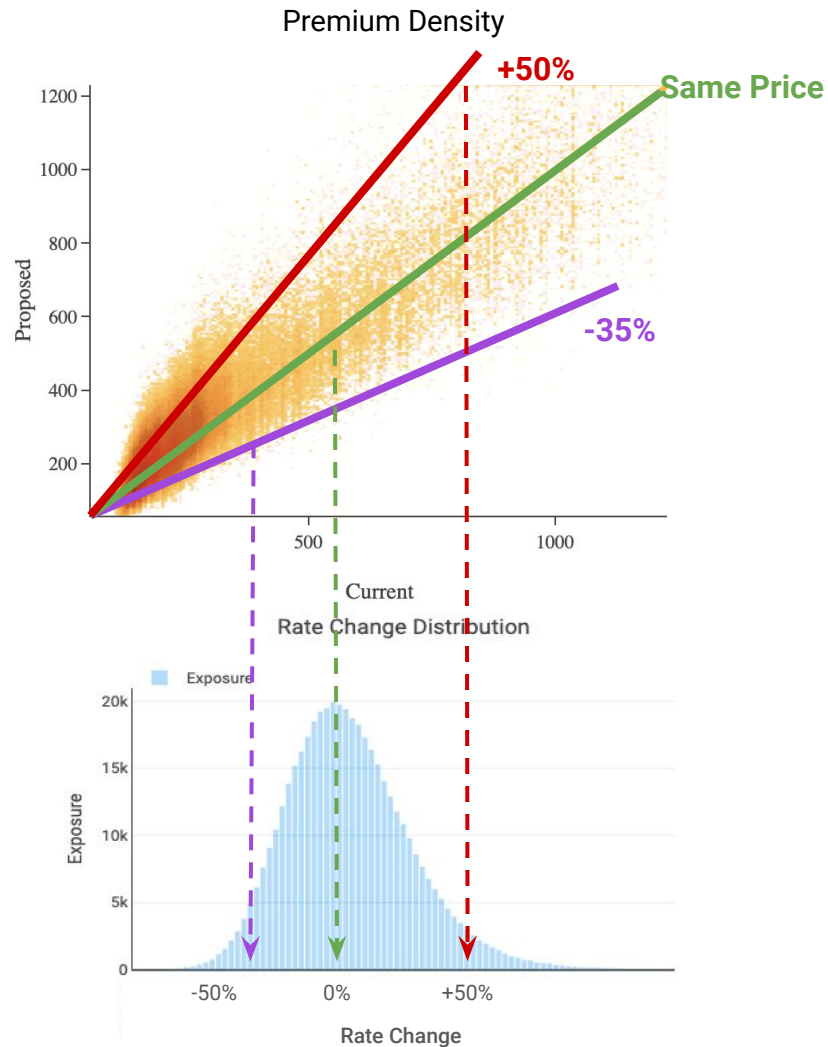 Premium Density
+50%
Same Price
1200
1000
800
600
400
200
Proposed
-35%
500
1000
Current
Rate Change Distribution
Exposure
20k
15k
10k
5k
0
Exposure
-50%
0%
+50%
Rate Change